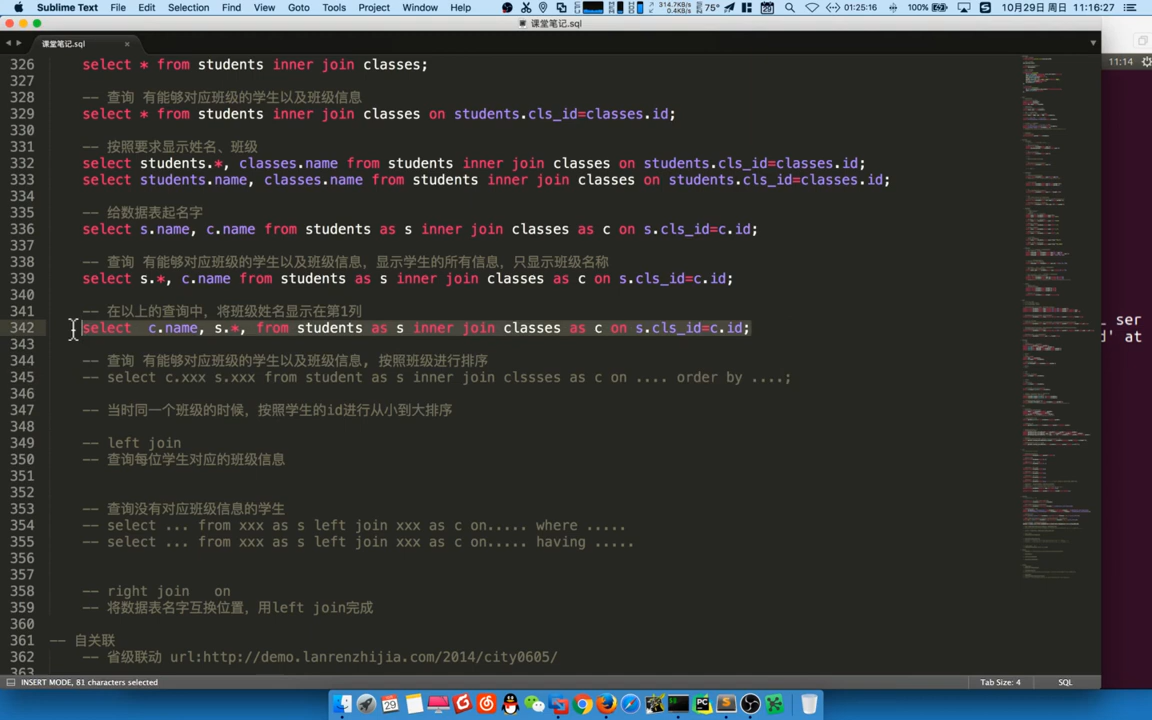 Sublime Text File Edit Selection Find View Goto Tools Project Window Help 314.7KB/s 0.4KB/s 75° 01:25:16 100% 10月29日 周日 11:16:27
课堂笔记.sql
课堂笔记.sql
11:14
326 select * from students inner join classes;
327
328 -- 查询 有能够对应班级的学生以及班级信息
329 select * from students inner join classes on students.cls_id=classes.id;
330
331 -- 按照要求显示姓名、班级
332 select students.*, classes.name from students inner join classes on students.cls_id=classes.id;
333 select students.name, classes.name from students inner join classes on students.cls_id=classes.id;
334
335 -- 给数据表起名字
336 select s.name, c.name from students as s inner join classes as c on s.cls_id=c.id;
337
338 -- 查询 有能够对应班级的学生以及班级信息，显示学生的所有信息，只显示班级名称
339 select s.*, c.name from students as s inner join classes as c on s.cls_id=c.id;
340
341 -- 在以上的查询中，将班级姓名显示在第1列
342 select  c.name, s.*, from students as s inner join classes as c on s.cls_id=c.id;
343
344 -- 查询 有能够对应班级的学生以及班级信息, 按照班级进行排序
345 -- select c.xxx s.xxx from student as s inner join clssses as c on .... order by ....;
346
347 -- 当时同一个班级的时候，按照学生的id进行从小到大排序
348
349 -- left join
350 -- 查询每位学生对应的班级信息
351
352
353 -- 查询没有对应班级信息的学生
354 -- select ... from xxx as s left join xxx as c on..... where .....
355 -- select ... from xxx as s left join xxx as c on..... having .....
356
357
358 -- right join   on
359 -- 将数据表名字互换位置，用left join完成
360
361 -- 自关联
362 -- 省级联动 url:http://demo.lanrenzhijia.com/2014/city0605/
ser
d' at
INSERT MODE, 81 characters selected Tab Size: 4 SQL